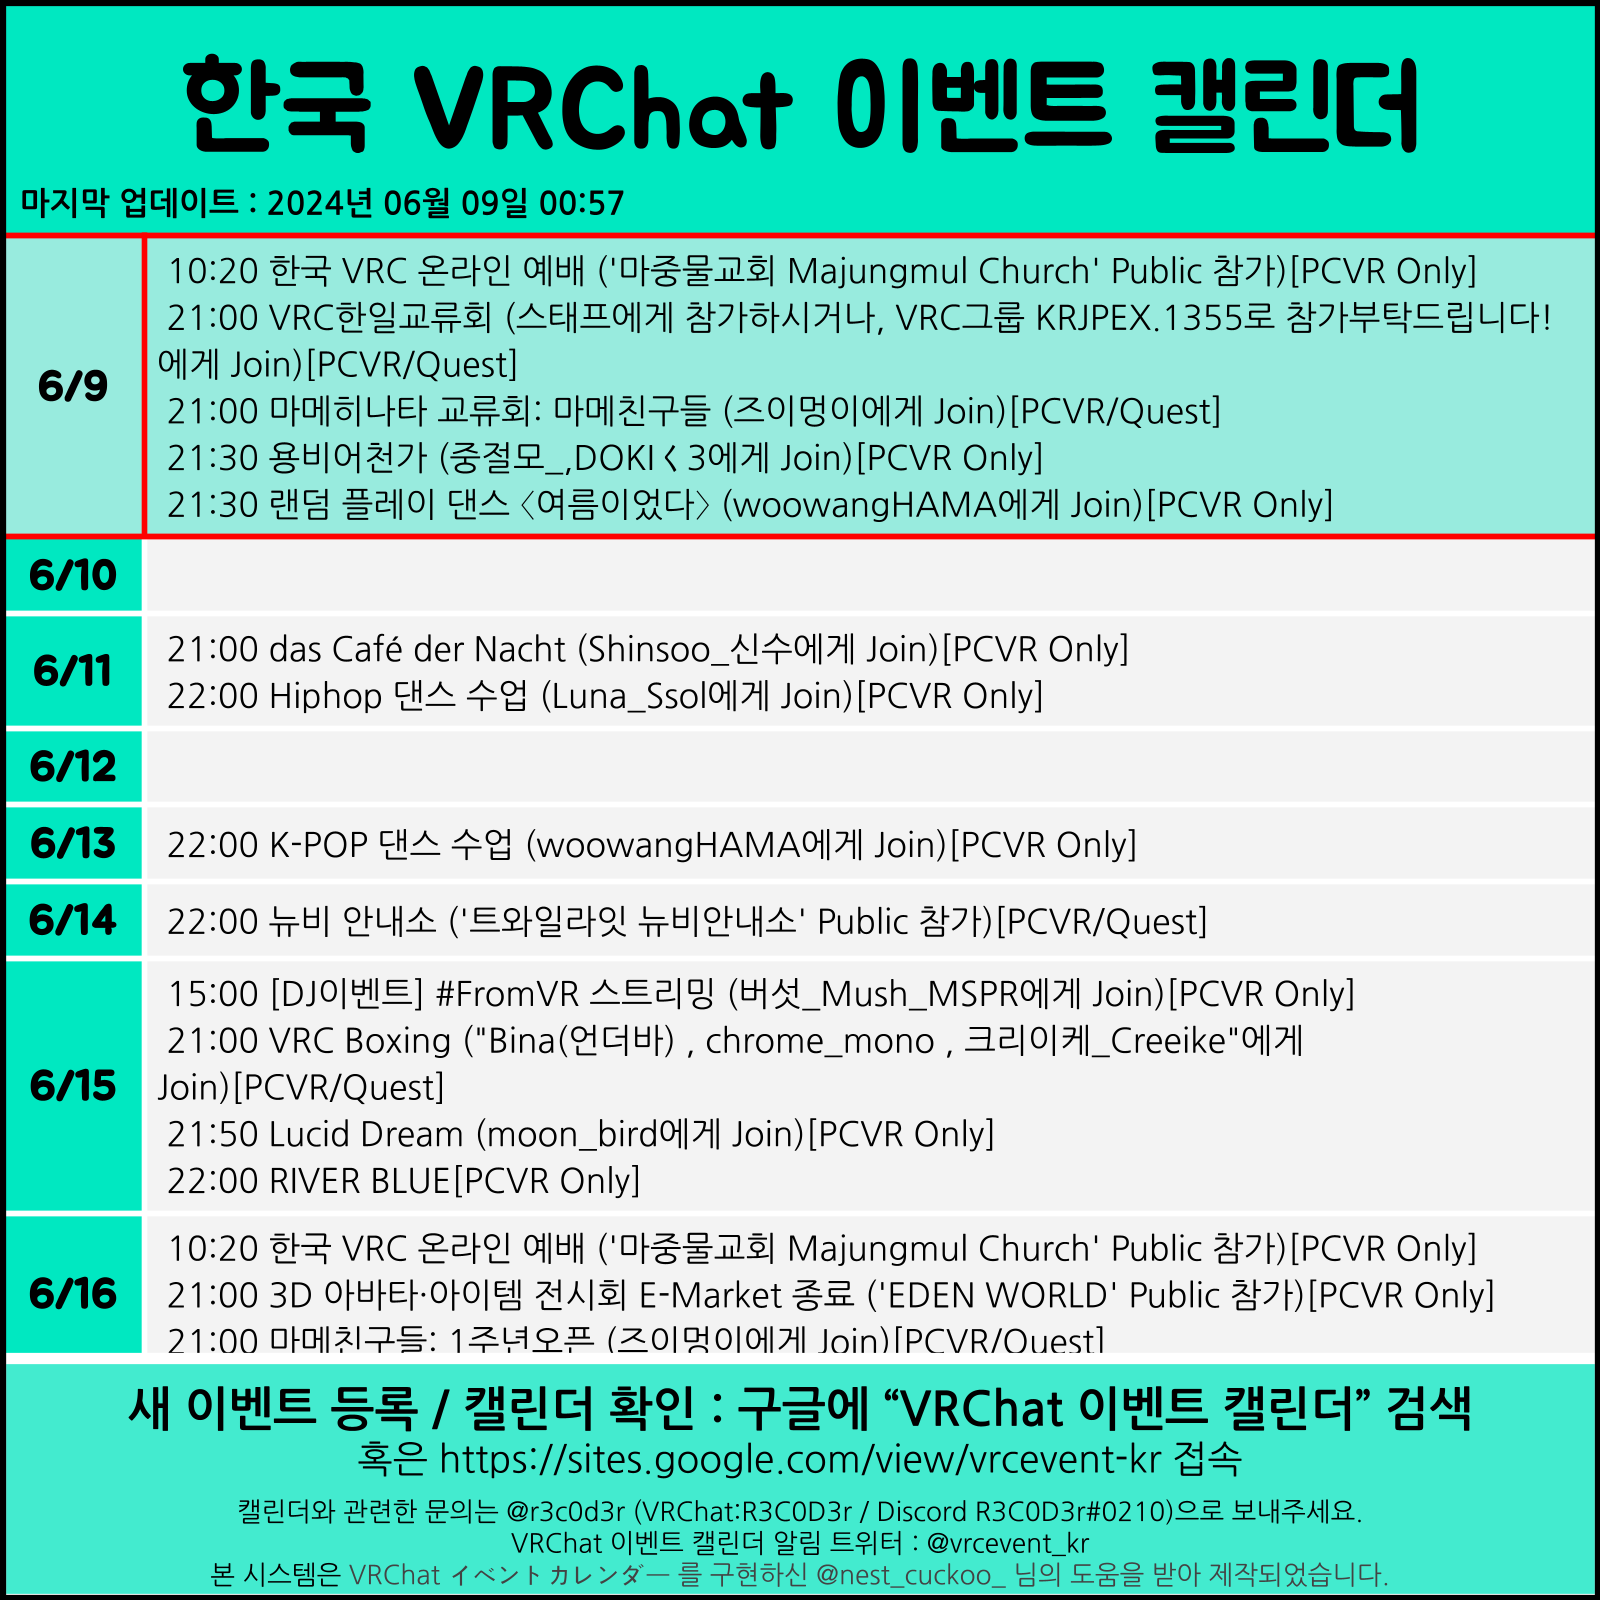 한국 VRChat 이벤트 캘린더
마지막 업데이트 : 2024년 06월 09일 00:57
6/9
10:20 한국 VRC 온라인 예배 ('마중물교회 Majungmul Church' Public 참가)[PCVR Only]
21:00 VRC한일교류회 (스태프에게 참가하시거나, VRC그룹 KRJPEX.1355로 참가부탁드립니다!
에게 Join)[PCVR/Quest]
21:00 마메히나타 교류회: 마메친구들 (즈이멍이에게 Join)[PCVR/Quest]
21:30 용비어천가 (중절모_,DOKIく3에게 Join)[PCVR Only]
21:30 랜덤 플레이 댄스 〈여름이었다〉 (woowangHAMA에게 Join)[PCVR Only]
6/10
6/11
21:00 das Café der Nacht (Shinsoo_신수에게 Join)[PCVR Only]
22:00 Hiphop 댄스 수업 (Luna_Ssol에게 Join)[PCVR Only]
6/12
6/13
22:00 K-POP 댄스 수업 (woowangHAMA에게 Join)[PCVR Only]
6/14
22:00 뉴비 안내소 ('트와일라잇 뉴비안내소' Public 참가)[PCVR/Quest]
6/15
15:00 [DJ이벤트] #FromVR 스트리밍 (버섯_Mush_MSPR에게 Join)[PCVR Only]
21:00 VRC Boxing ("Bina(언더바) , chrome_mono , 크리이케_Creeike"에게
Join)[PCVR/Quest]
21:50 Lucid Dream (moon_bird에게 Join)[PCVR Only]
22:00 RIVER BLUE[PCVR Only]
6/16
10:20 한국 VRC 온라인 예배 ('마중물교회 Majungmul Church' Public 참가)[PCVR Only]
21:00 3D 아바타·아이템 전시회 E-Market 종료 ('EDEN WORLD' Public 참가)[PCVR Only]
21:00 마메친구들: 1주년오픈 (즈이멍이에게 Join)[PCVR/Quest]
새 이벤트 등록 / 캘린더 확인 : 구글에 “VRChat 이벤트 캘린더” 검색
혹은 https://sites.google.com/view/vrcevent-kr 접속
캘린더와 관련한 문의는 @r3c0d3r (VRChat:R3C0D3r / Discord R3C0D3r#0210)으로 보내주세요.
VRChat 이벤트 캘린더 알림 트위터 : @vrcevent_kr
본 시스템은 VRChat イベントカレンダー 를 구현하신 @nest_cuckoo_ 님의 도움을 받아 제작되었습니다.